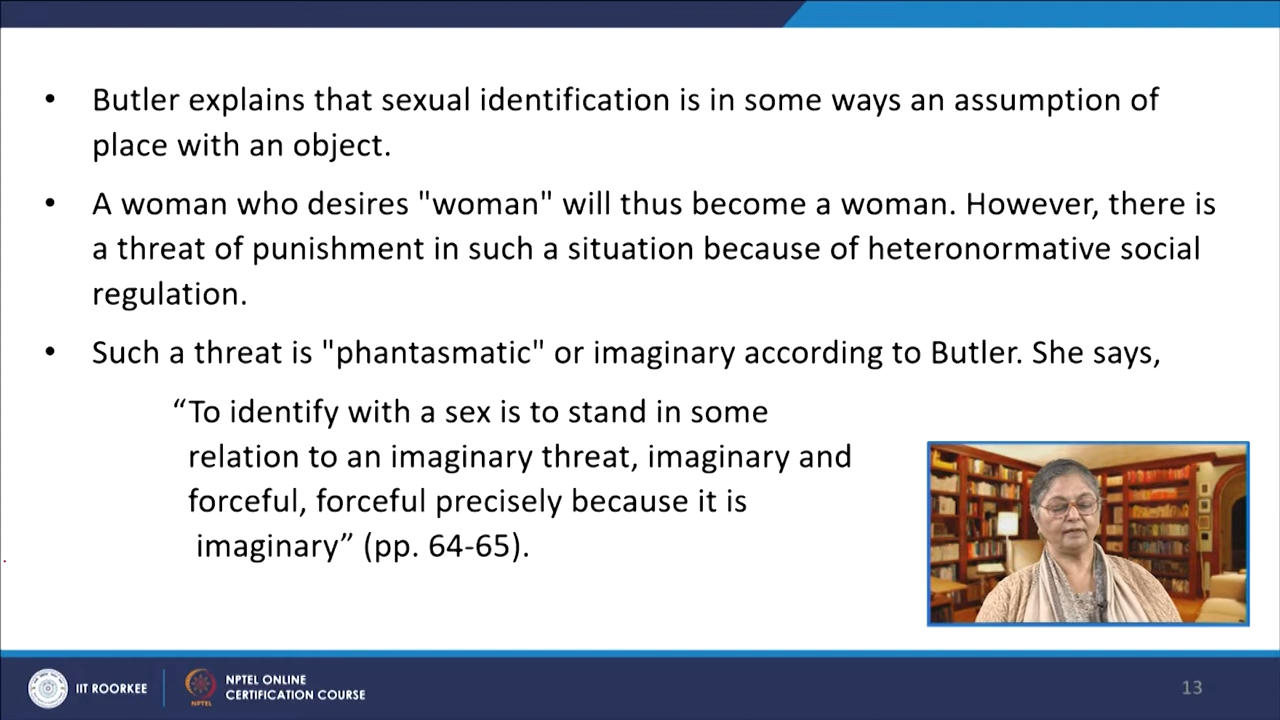 • Butler explains that sexual identification is in some ways an assumption of
place with an object.
• A woman who desires "woman" will thus become a woman. However, there is
a threat of punishment in such a situation because of heteronormative social
regulation.
• Such a threat is "phantasmatic" or imaginary according to Butler. She says,
“To identify with a sex is to stand in some
relation to an imaginary threat, imaginary and
forceful, forceful precisely because it is
imaginary” (pp. 64-65).
IIT ROORKEE
NPTEL
NPTEL ONLINE
CERTIFICATION COURSE
13